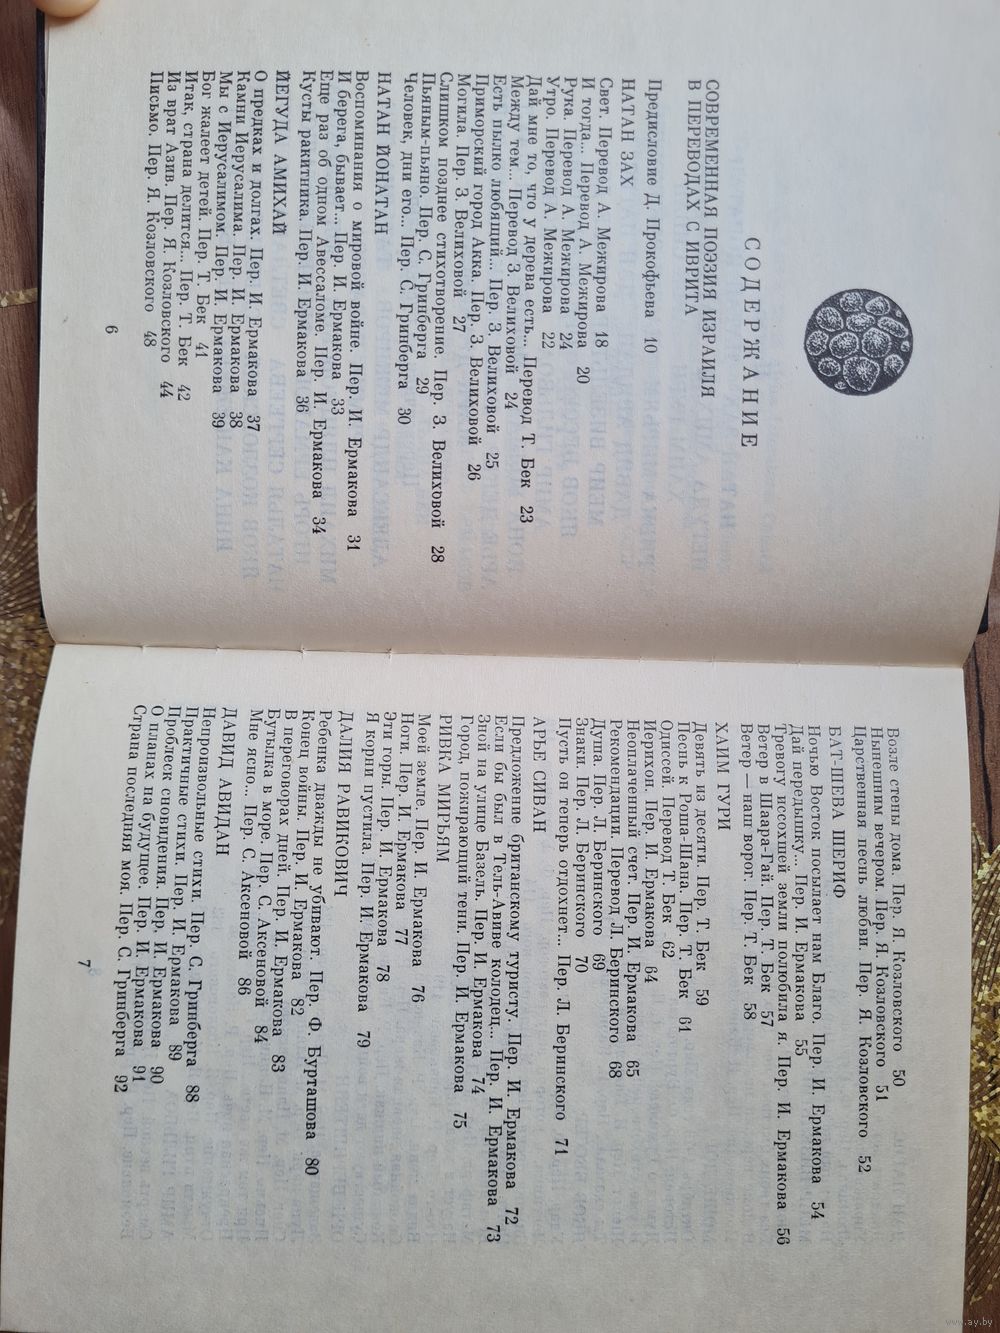 СОДЕРЖАНИЕ
СОВРЕМЕННАЯ ПОЭЗИЯ ИЗРАИЛЯ
В ПЕРЕВОДАХ С ИВРИТА
Предисловие Д. Прокофьева 10
НАТАН ЗАХ
Свет. Перевод А. Межирова 18
И тогда... Перевод А. Межирова 20
Рука. Перевод А. Межирова 24
Утро. Перевод А. Межирова 22
Дай мне то, что у дерева есть... Перевод Т. Бек 23
Между тем... Перевод З. Велиховой 24
Есть пылко любящий... Пер. З. Велиховой 25
Приморский город Акка. Пер. З. Велиховой 26
Могила. Пер. З. Велиховой 27
Слишком позднее стихотворение. Пер. З. Велиховой 28
Пьяным-пьяно. Пер. С. Гринберга 29
Человек, дни его... Пер. С. Гринберга 30
НАТАН ЙОНАТАН
Воспоминания о мировой войне. Пер. И. Ермакова 31
И берега, бывает... Пер. И. Ермакова 33
Еще раз об одном Авессаломе. Пер. И. Ермакова 34
Кусты ракитника. Пер. И. Ермакова 36
ЙЕГУДА АМИХАЙ
О предках и долгах. Пер. И. Ермакова 37
Камни Иерусалима. Пер. И. Ермакова 38
Мы с Иерусалимом. Пер. И. Ермакова 39
Бог жалеет детей. Пер. Т. Бек 41
Итак, страна делится... Пер. Т. Бек 42
Из врат Азии. Пер. Я. Козловского 44
Письмо. Пер. Я. Козловского 48
6
Возле стены дома. Пер. Я. Козловского 50
Нынешним вечером. Пер. Я. Козловского 51
Царственная песнь любви. Пер. Я. Козловского 52
БАТ-ШЕВА ШЕРИФ
Ночью Восток посылает нам Благо. Пер. И. Ермакова 54
Дай передышку... Пер. И. Ермакова 55
Тревогу иссохшей земли полюбила я. Пер. И. Ермакова 56
Ветер в Шаара-Гай. Пер. Т. Бек 57
Ветер — наш ворог. Пер. Т. Бек 58
ХАИМ ГУРИ
Девять из десяти. Пер. Т. Бек 59
Песнь к Роша-Шана. Пер. Т. Бек 61
Одиссей. Перевод Т. Бек 62
Иерихон. Пер. И. Ермакова 64
Неоплаченный счет. Пер. И. Ермакова 65
Рекомендации. Перевод Л. Беринского 68
Душа. Пер. Л. Беринского 69
Знаки. Пер. Л. Беринского 70
Пусть он теперь отдохнет... Пер. Л. Беринского 71
АРЬЕ СИВАН
Предложение британскому туристу. Пер. И. Ермакова 72
Если бы был в Тель-Авиве колодец... Пер. И. Ермакова 73
Зной на улице Базель. Пер. И. Ермакова 74
Город, пожирающий тени. Пер. И. Ермакова 75
РИВКА МИРЬЯМ
Моей земле. Пер. И. Ермакова 76
Ноги. Пер. И. Ермакова 77
Эти горы. Пер. И. Ермакова 78
Я корни пустила. Пер. И. Ермакова 79
ДАЛИЯ РАВИКОВИЧ
Ребенка дважды не убивают. Пер. Ф. Бурташова 80
Конец войны. Пер. И. Ермакова 82
В переговорах дней. Пер. И. Ермакова 83
Бутылка в море. Пер. С. Аксеновой 84
Мне ясно... Пер. С. Аксеновой 86
ДАВИД АВИДАН
Непроизвольные стихи. Пер. С. Гринберга 88
Практичные стихи. Пер. И. Ермакова 89
Проблеск сновидения. Пер. И. Ермакова 90
О планах на будущее. Пер. И. Ермакова 91
Страна последняя моя. Пер. С. Гринберга 92
7
www.ay.by